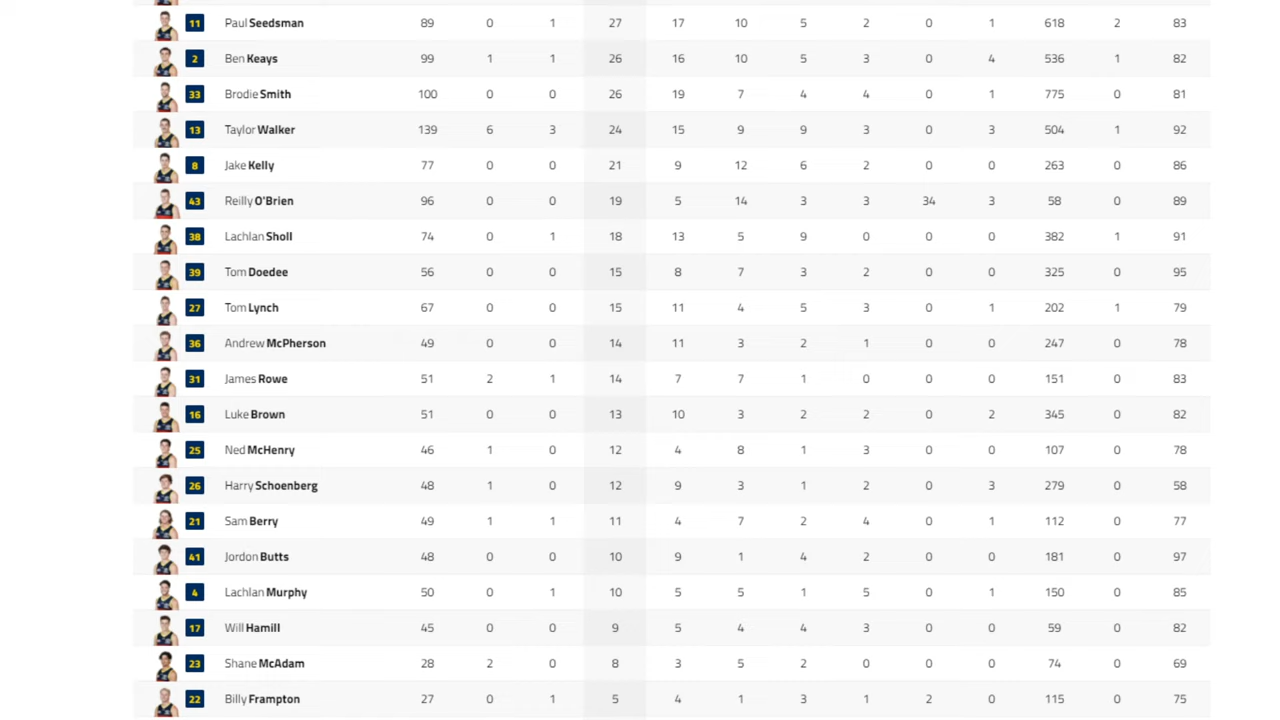 11 Paul Seedsman 89 0 1 27 17 10 5 2 0 1 618 2 83
2 Ben Keays 99 1 1 26 16 10 5 3 0 4 536 1 82
33 Brodie Smith 100 0 0 26 19 7 4 4 0 1 775 0 81
13 Taylor Walker 139 6 3 24 15 9 9 3 0 3 504 1 92
8 Jake Kelly 77 0 0 21 9 12 6 2 0 0 263 0 86
43 Reilly O'Brien 96 0 0 19 5 14 3 3 34 3 58 0 89
38 Lachlan Sholl 74 0 1 18 13 5 9 0 0 0 382 1 91
39 Tom Doedee 56 0 0 15 8 7 3 2 0 0 325 0 95
27 Tom Lynch 67 0 0 15 11 4 5 3 0 1 202 1 79
36 Andrew McPherson 49 0 0 14 11 3 2 1 0 0 247 0 78
31 James Rowe 51 2 1 14 7 7 1 0 0 0 151 0 83
16 Luke Brown 51 0 0 13 10 3 2 2 0 2 345 0 82
25 Ned McHenry 46 1 0 12 4 8 1 3 0 0 107 0 78
26 Harry Schoenberg 48 1 0 12 9 3 1 2 0 3 279 0 58
21 Sam Berry 49 1 1 11 4 7 2 4 0 1 112 0 77
41 Jordon Butts 48 0 0 10 9 1 4 2 0 0 181 0 97
4 Lachlan Murphy 50 0 1 10 5 5 1 5 0 1 150 0 85
17 Will Hamill 45 0 0 9 5 4 4 3 0 0 59 0 82
23 Shane McAdam 28 2 0 8 3 5 2 0 0 0 74 0 69
22 Billy Frampton 27 0 1 5 4 1 3 1 2 0 115 0 75